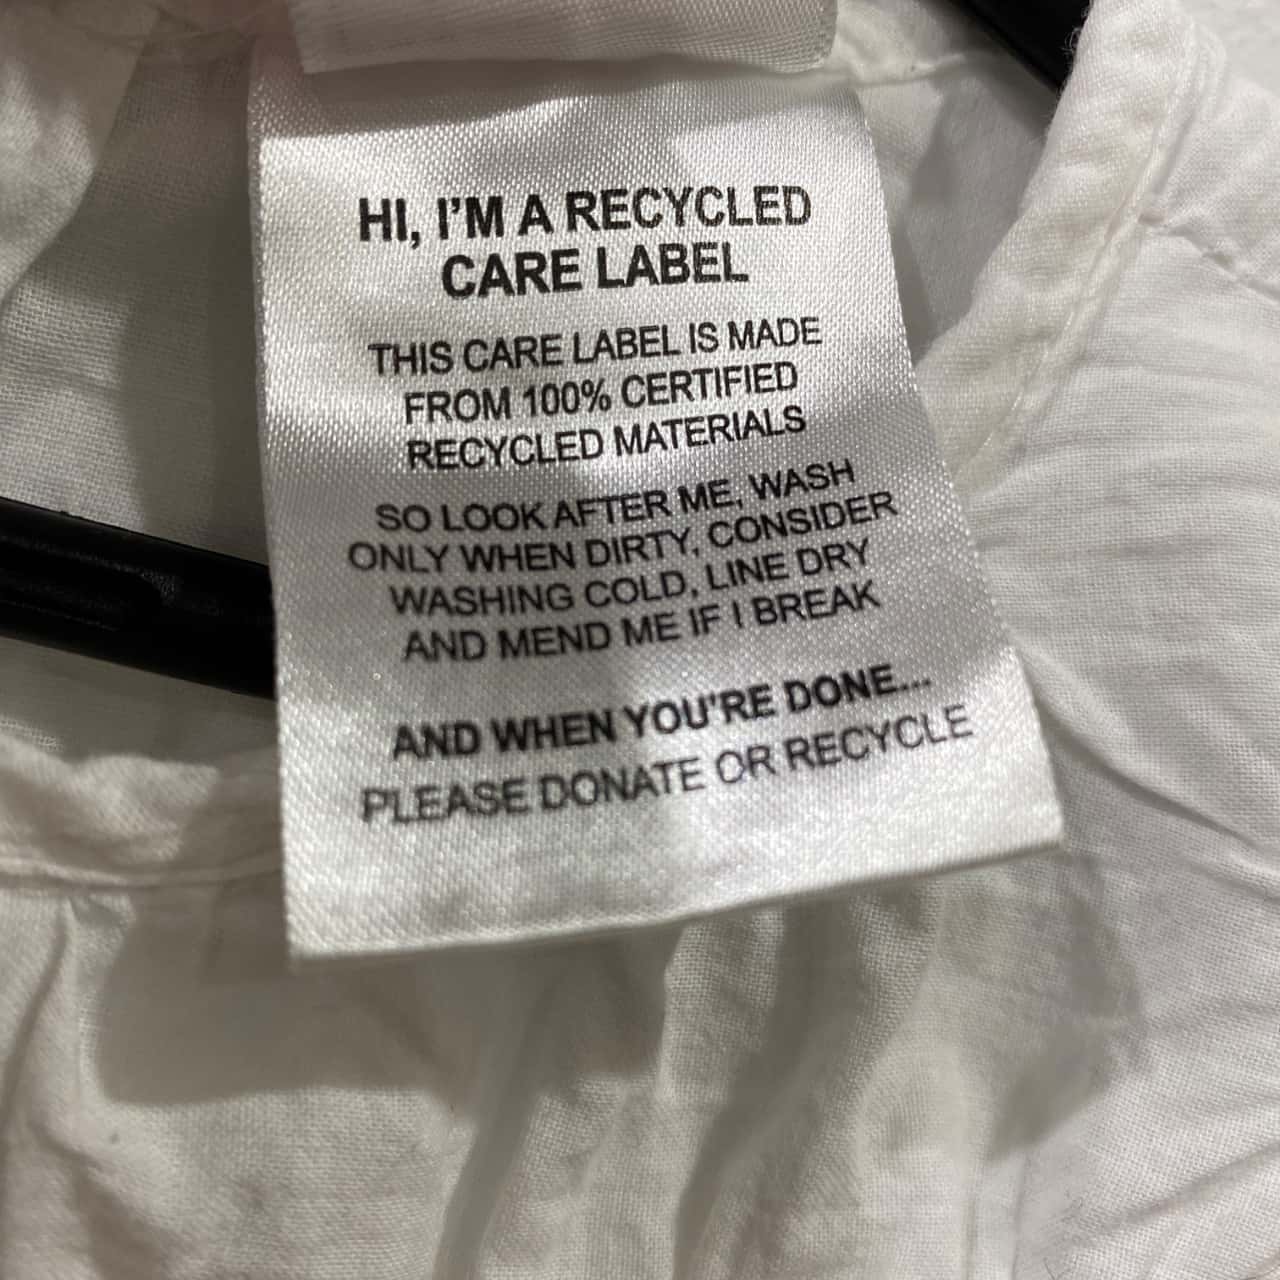 HI, I'M A RECYCLED
CARE LABEL
THIS CARE LABEL IS MADE
FROM 100% CERTIFIED
RECYCLED MATERIALS
SO LOOK AFTER ME, WASH
ONLY WHEN DIRTY, CONSIDER
WASHING COLD, LINE DRY
AND MEND ME IF I BREAK
AND WHEN YOU'RE DONE...
PLEASE DONATE OR RECYCLE